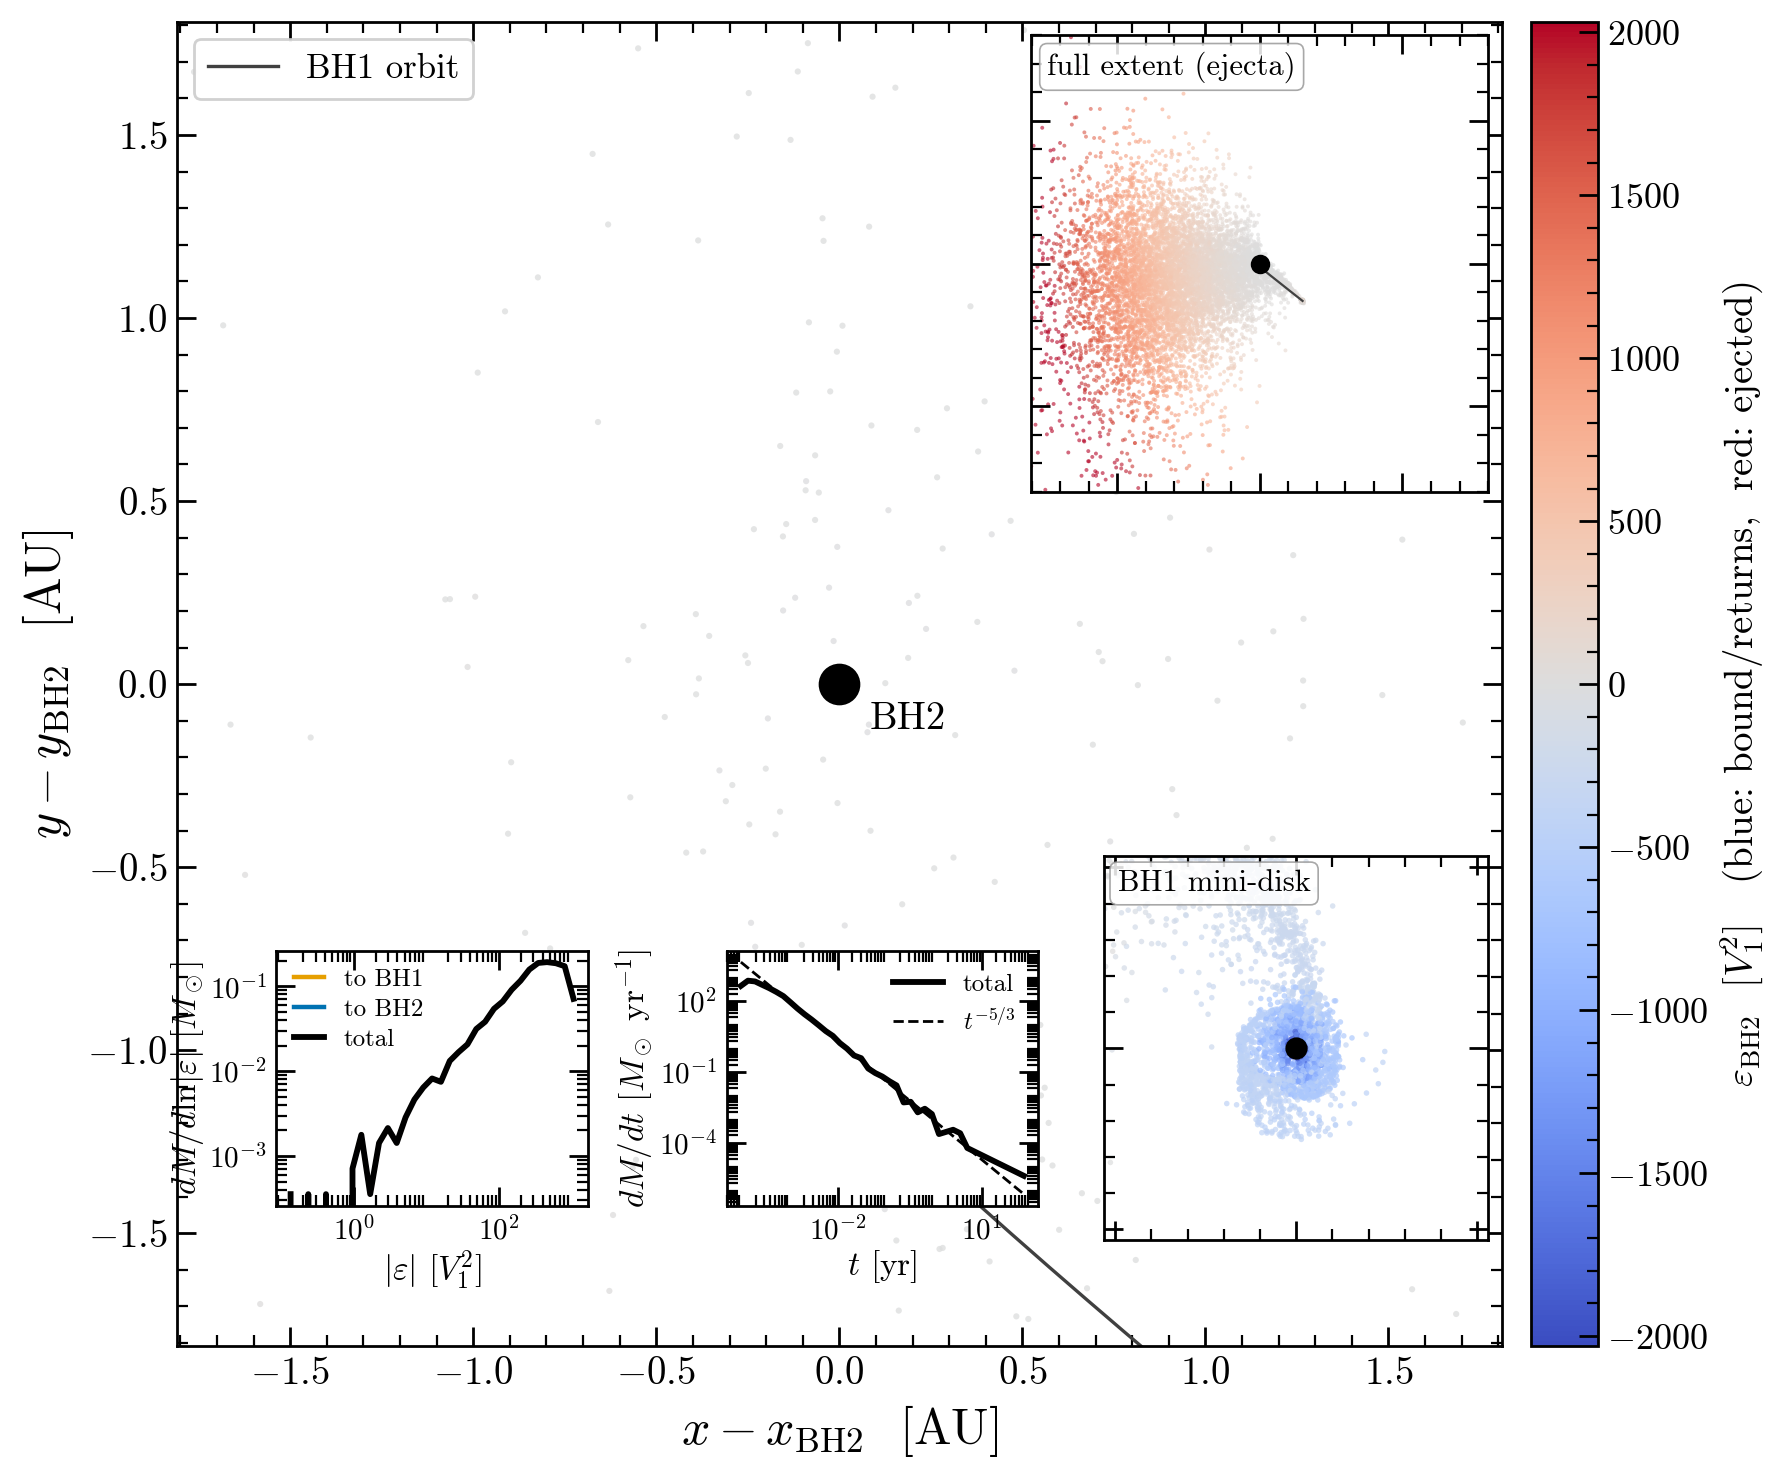 BH1 orbit
full extent (ejecta)
BH2
BH1 mini-disk
1.5
1.0
0.5
0.0
−0.5
−1.0
−1.5
y − y_BH2 [AU]
−1.5 −1.0 −0.5 0.0 0.5 1.0 1.5
x − x_BH2 [AU]
to BH1
to BH2
total
10^−1
10^−2
10^−3
dM/dln|ε| [M_⊙]
10^0 10^2
|ε| [V_1^2]
total
t^−5/3
10^2
10^−1
10^−4
dM/dt [M_⊙ yr^−1]
10^−2 10^1
t [yr]
2000
1500
1000
500
0
−500
−1000
−1500
−2000
ε_BH2 [V_1^2] (blue: bound/returns, red: ejected)